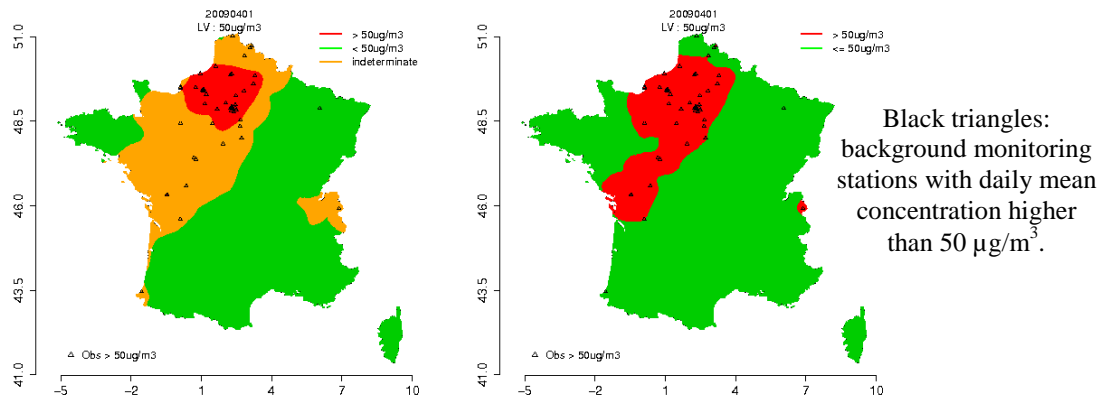 20090401
LV : 50ug/m3
> 50ug/m3
< 50ug/m3
indeterminate
51.0
48.5
46.0
43.5
41.0
Obs > 50ug/m3
-5
-2
1
4
7
10
20090401
LV : 50ug/m3
> 50ug/m3
<= 50ug/m3
51.0
48.5
46.0
43.5
41.0
Obs > 50ug/m3
-5
-2
1
4
7
10
Black triangles:
background monitoring
stations with daily mean
concentration higher
than 50 µg/m³.